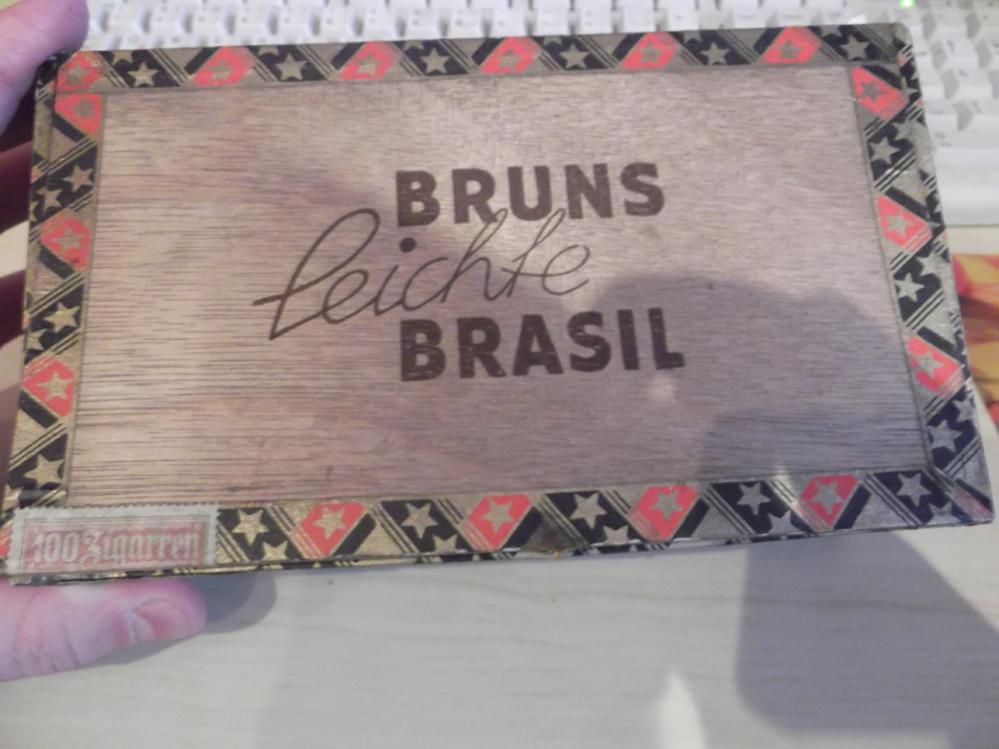 BRUNS
leichte
BRASIL
100 Zigarren